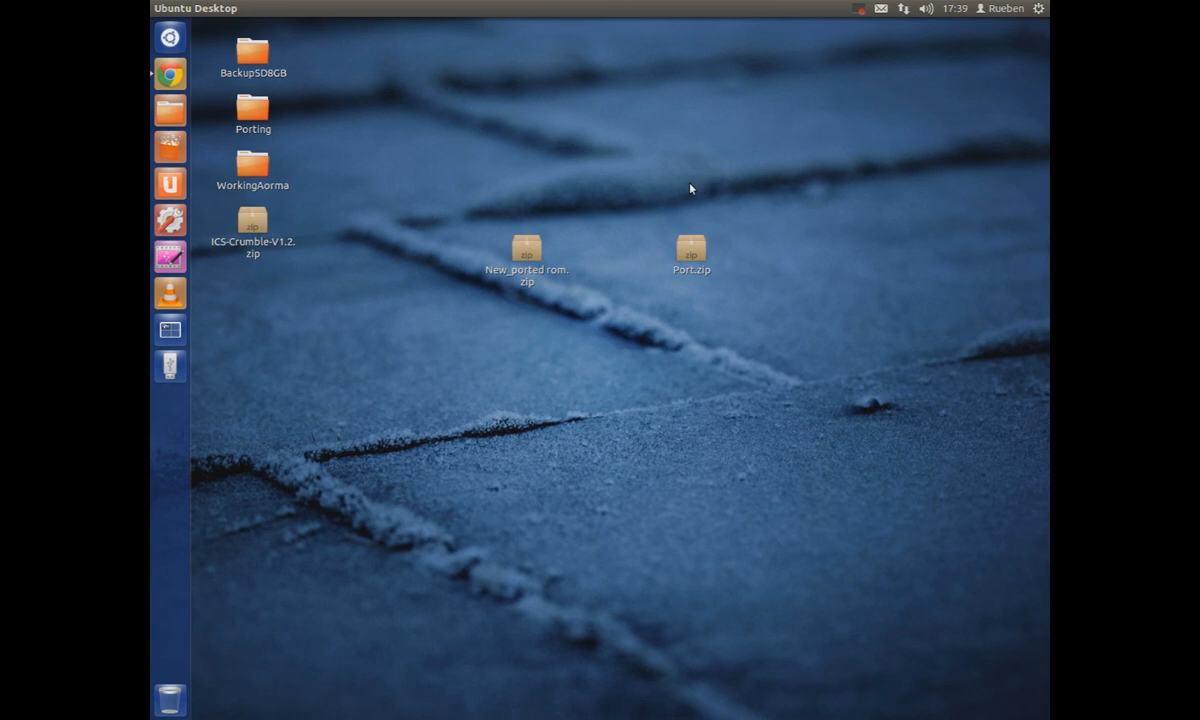 Ubuntu Desktop
17:39
Rueben
BackupSD8GB
Porting
WorkingAorma
zip
ICS-Crumble-V1.2.
zip
zip
New_ported rom.
zip
zip
Port.zip